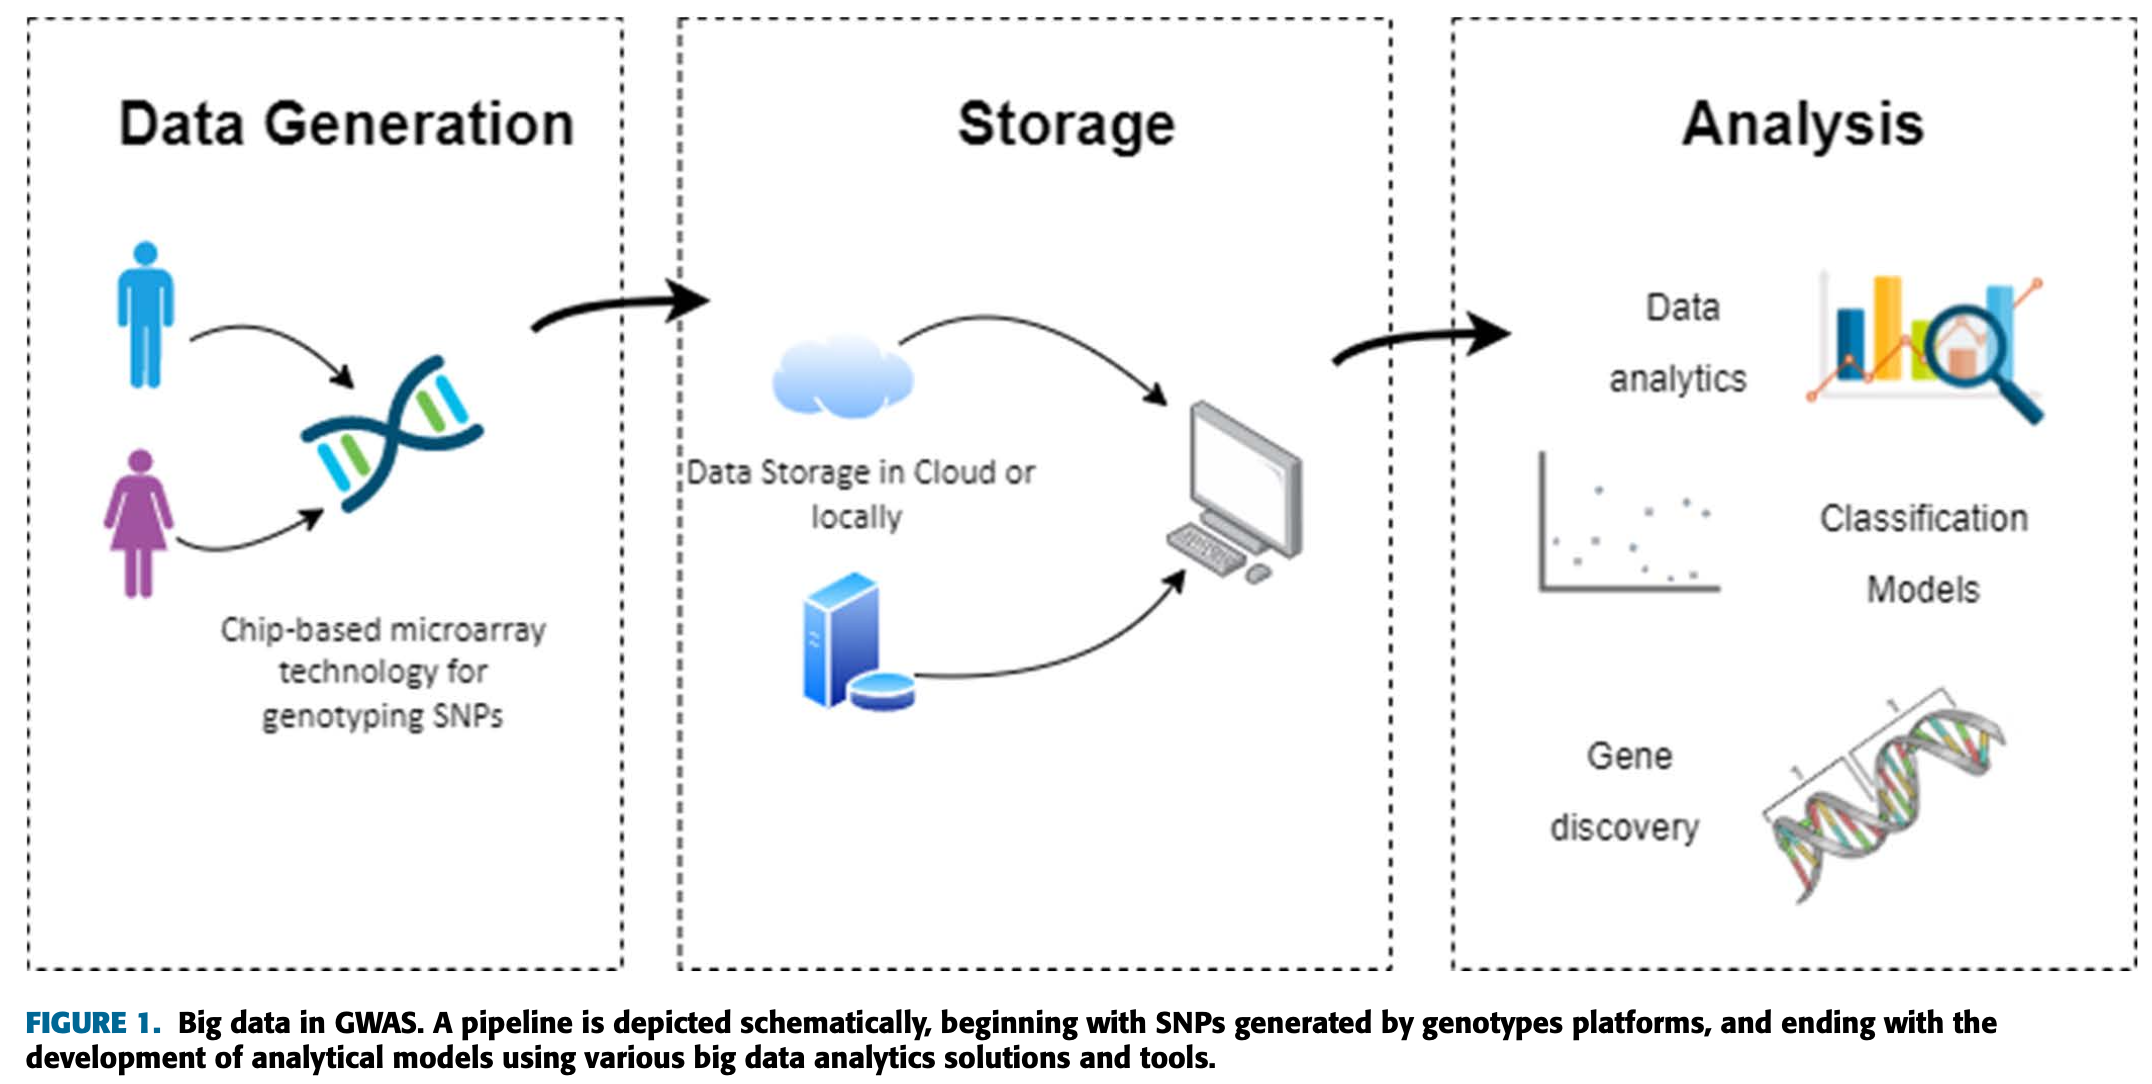 Data Generation
Chip-based microarray
technology for
genotyping SNPs
Storage
Data Storage in Cloud or
locally
Analysis
Data
analytics
Classification
Models
Gene
discovery
FIGURE 1. Big data in GWAS. A pipeline is depicted schematically, beginning with SNPs generated by genotypes platforms, and ending with the
development of analytical models using various big data analytics solutions and tools.